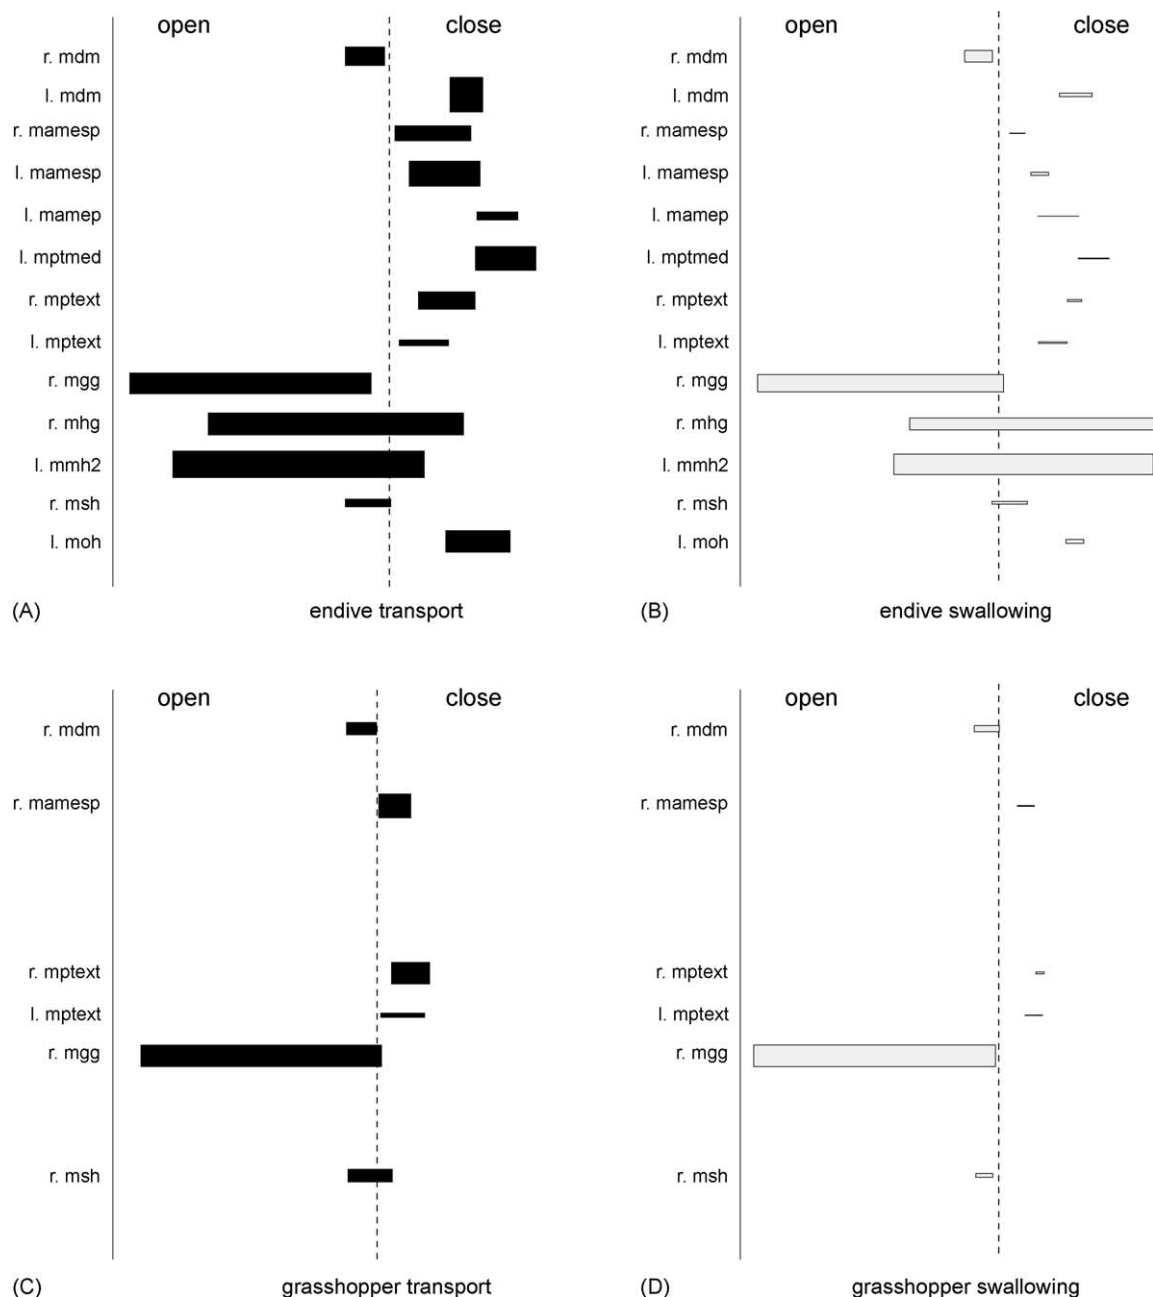 open close
r. mdm
l. mdm
r. mamesp
l. mamesp
l. mamep
l. mptmed
r. mptext
l. mptext
r. mgg
r. mhg
l. mmh2
r. msh
l. moh
(A) endive transport
open close
r. mdm
l. mdm
r. mamesp
l. mamesp
l. mamep
l. mptmed
r. mptext
l. mptext
r. mgg
r. mhg
l. mmh2
r. msh
l. moh
(B) endive swallowing
open close
r. mdm
r. mamesp
r. mptext
l. mptext
r. mgg
r. msh
(C) grasshopper transport
open close
r. mdm
r. mamesp
r. mptext
l. mptext
r. mgg
r. msh
(D) grasshopper swallowing